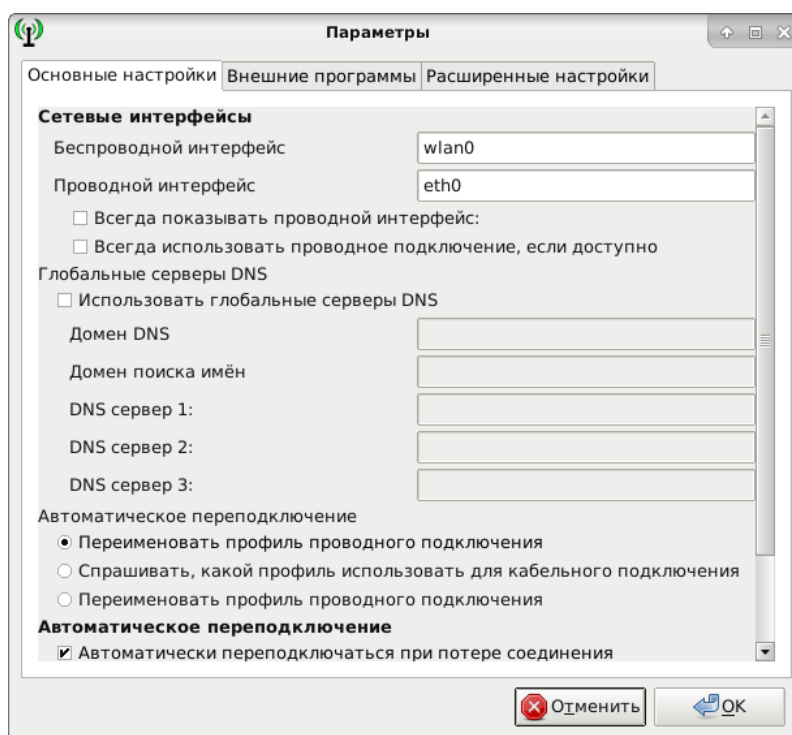 Параметры
Основные настройки Внешние программы Расширенные настройки
Сетевые интерфейсы
Беспроводной интерфейс wlan0
Проводной интерфейс eth0
Всегда показывать проводной интерфейс:
Всегда использовать проводное подключение, если доступно
Глобальные серверы DNS
Использовать глобальные серверы DNS
Домен DNS
Домен поиска имён
DNS сервер 1:
DNS сервер 2:
DNS сервер 3:
Автоматическое переподключение
Переименовать профиль проводного подключения
Спрашивать, какой профиль использовать для кабельного подключения
Переименовать профиль проводного подключения
Автоматическое переподключение
Автоматически переподключаться при потере соединения
Отменить OK